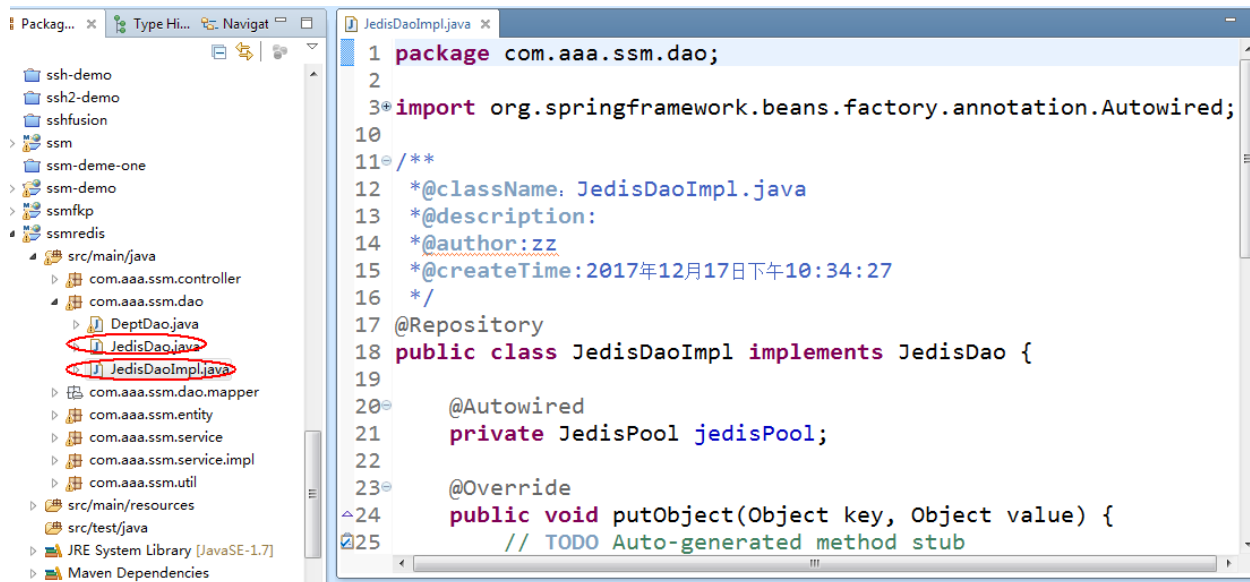 Packag...
Type Hi...
Navigat
ssh-demo
ssh2-demo
sshfusion
ssm
ssm-deme-one
ssm-demo
ssmfkp
ssmredis
src/main/java
com.aaa.ssm.controller
com.aaa.ssm.dao
DeptDao.java
JedisDao.java
JedisDaoImpl.java
com.aaa.ssm.dao.mapper
com.aaa.ssm.entity
com.aaa.ssm.service
com.aaa.ssm.service.impl
com.aaa.ssm.util
src/main/resources
src/test/java
JRE System Library [JavaSE-1.7]
Maven Dependencies
JedisDaoImpl.java
1 package com.aaa.ssm.dao;
2
3 import org.springframework.beans.factory.annotation.Autowired;
10
11 /**
12 *@className：JedisDaoImpl.java
13 *@description:
14 *@author:zz
15 *@createTime:2017年12月17日下午10:34:27
16 */
17 @Repository
18 public class JedisDaoImpl implements JedisDao {
19
20 @Autowired
21 private JedisPool jedisPool;
22
23 @Override
24 public void putObject(Object key, Object value) {
25 // TODO Auto-generated method stub